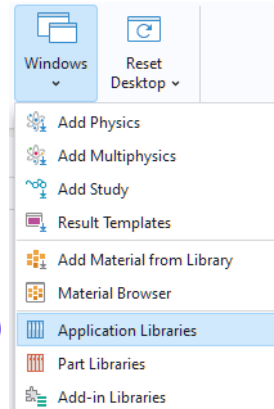 Windows
Reset
Desktop
Add Physics
Add Multiphysics
Add Study
Result Templates
Add Material from Library
Material Browser
Application Libraries
Part Libraries
Add-in Libraries